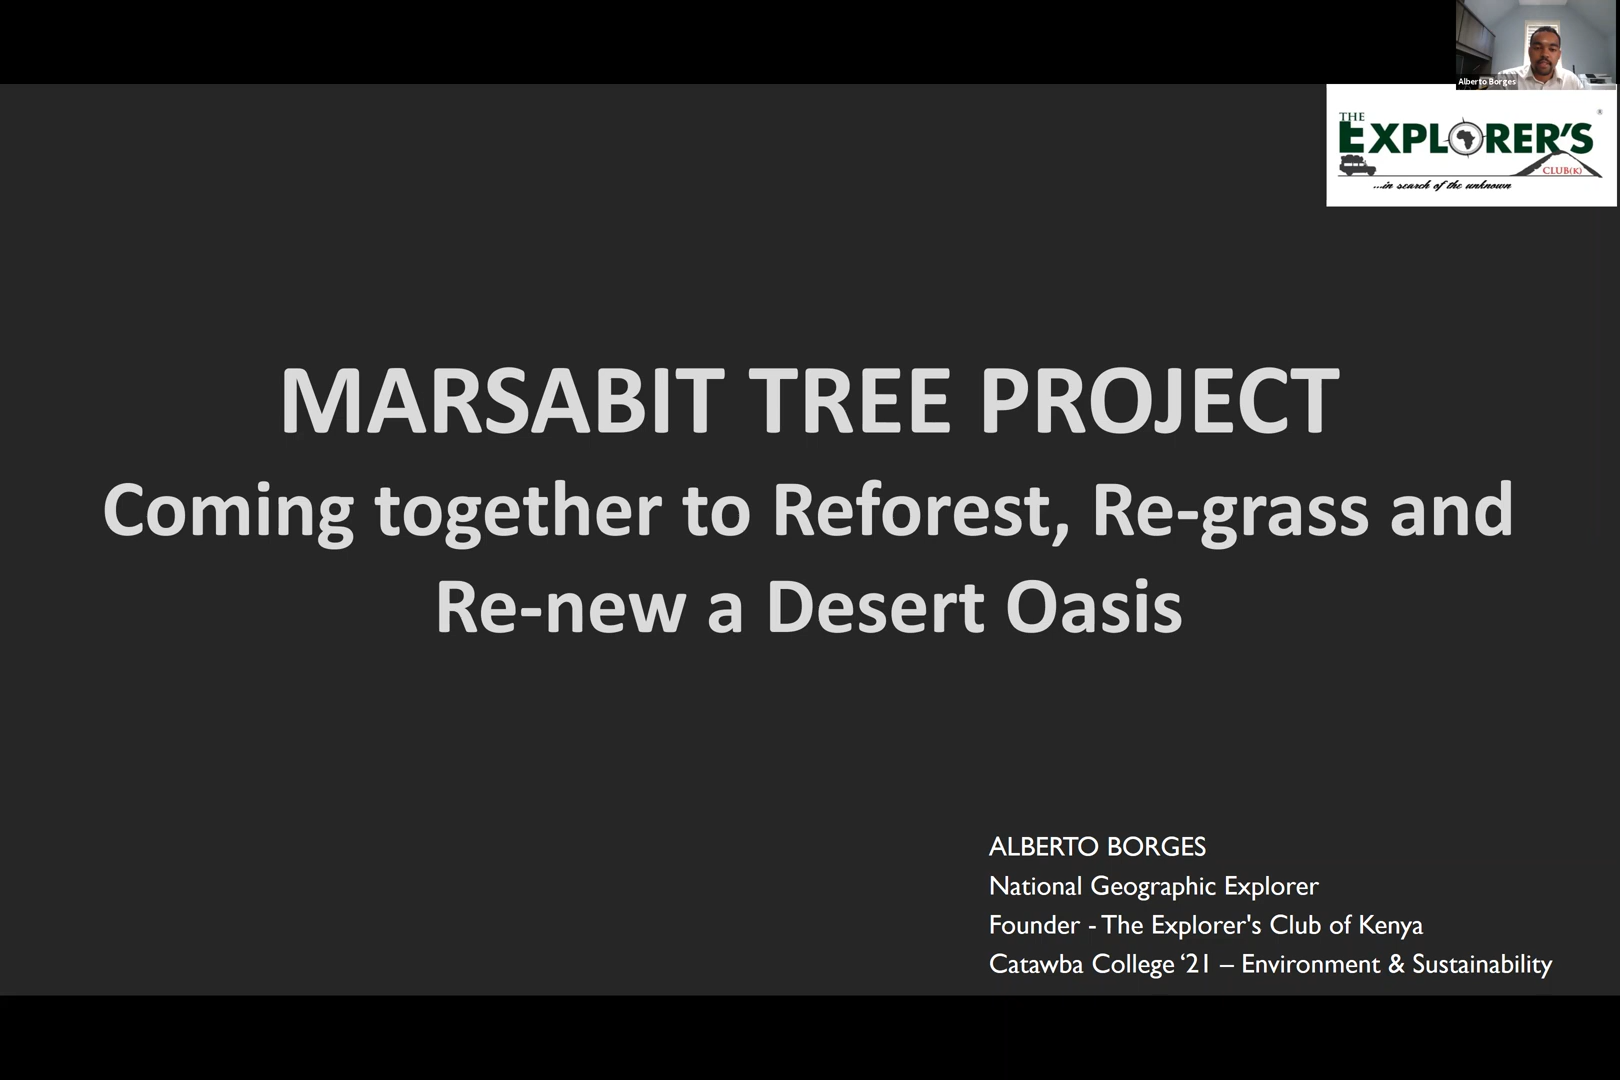 Alberto Borges
THE
EXPLORER'S
®
CLUB(K)
...in search of the unknown
MARSABIT TREE PROJECT
Coming together to Reforest, Re-grass and
Re-new a Desert Oasis
ALBERTO BORGES
National Geographic Explorer
Founder - The Explorer's Club of Kenya
Catawba College ‘21 – Environment & Sustainability